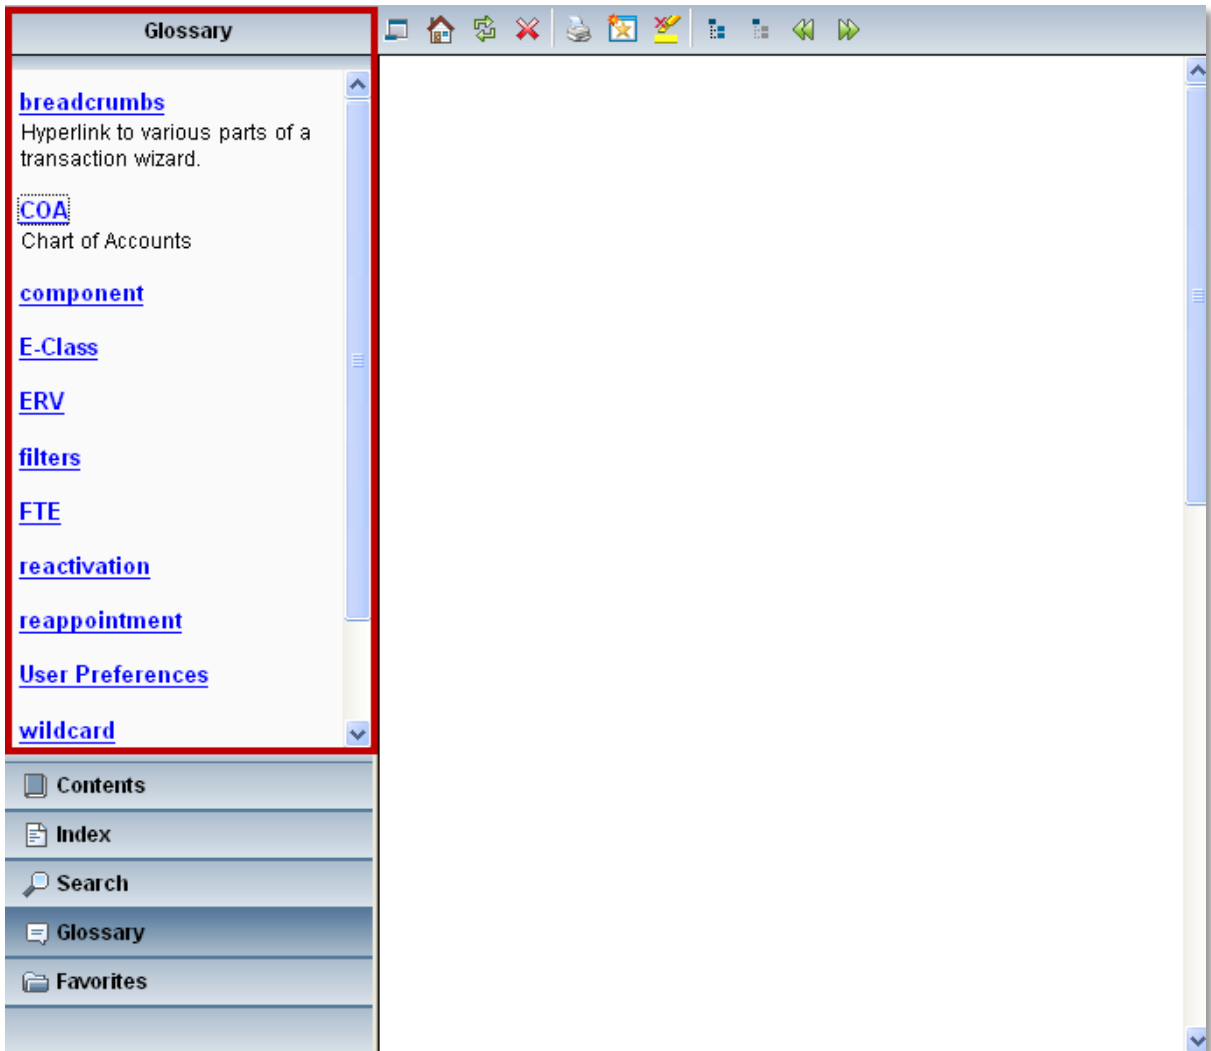 Glossary
breadcrumbs
Hyperlink to various parts of a
transaction wizard.
COA
Chart of Accounts
component
E-Class
ERV
filters
FTE
reactivation
reappointment
User Preferences
wildcard
Contents
Index
Search
Glossary
Favorites